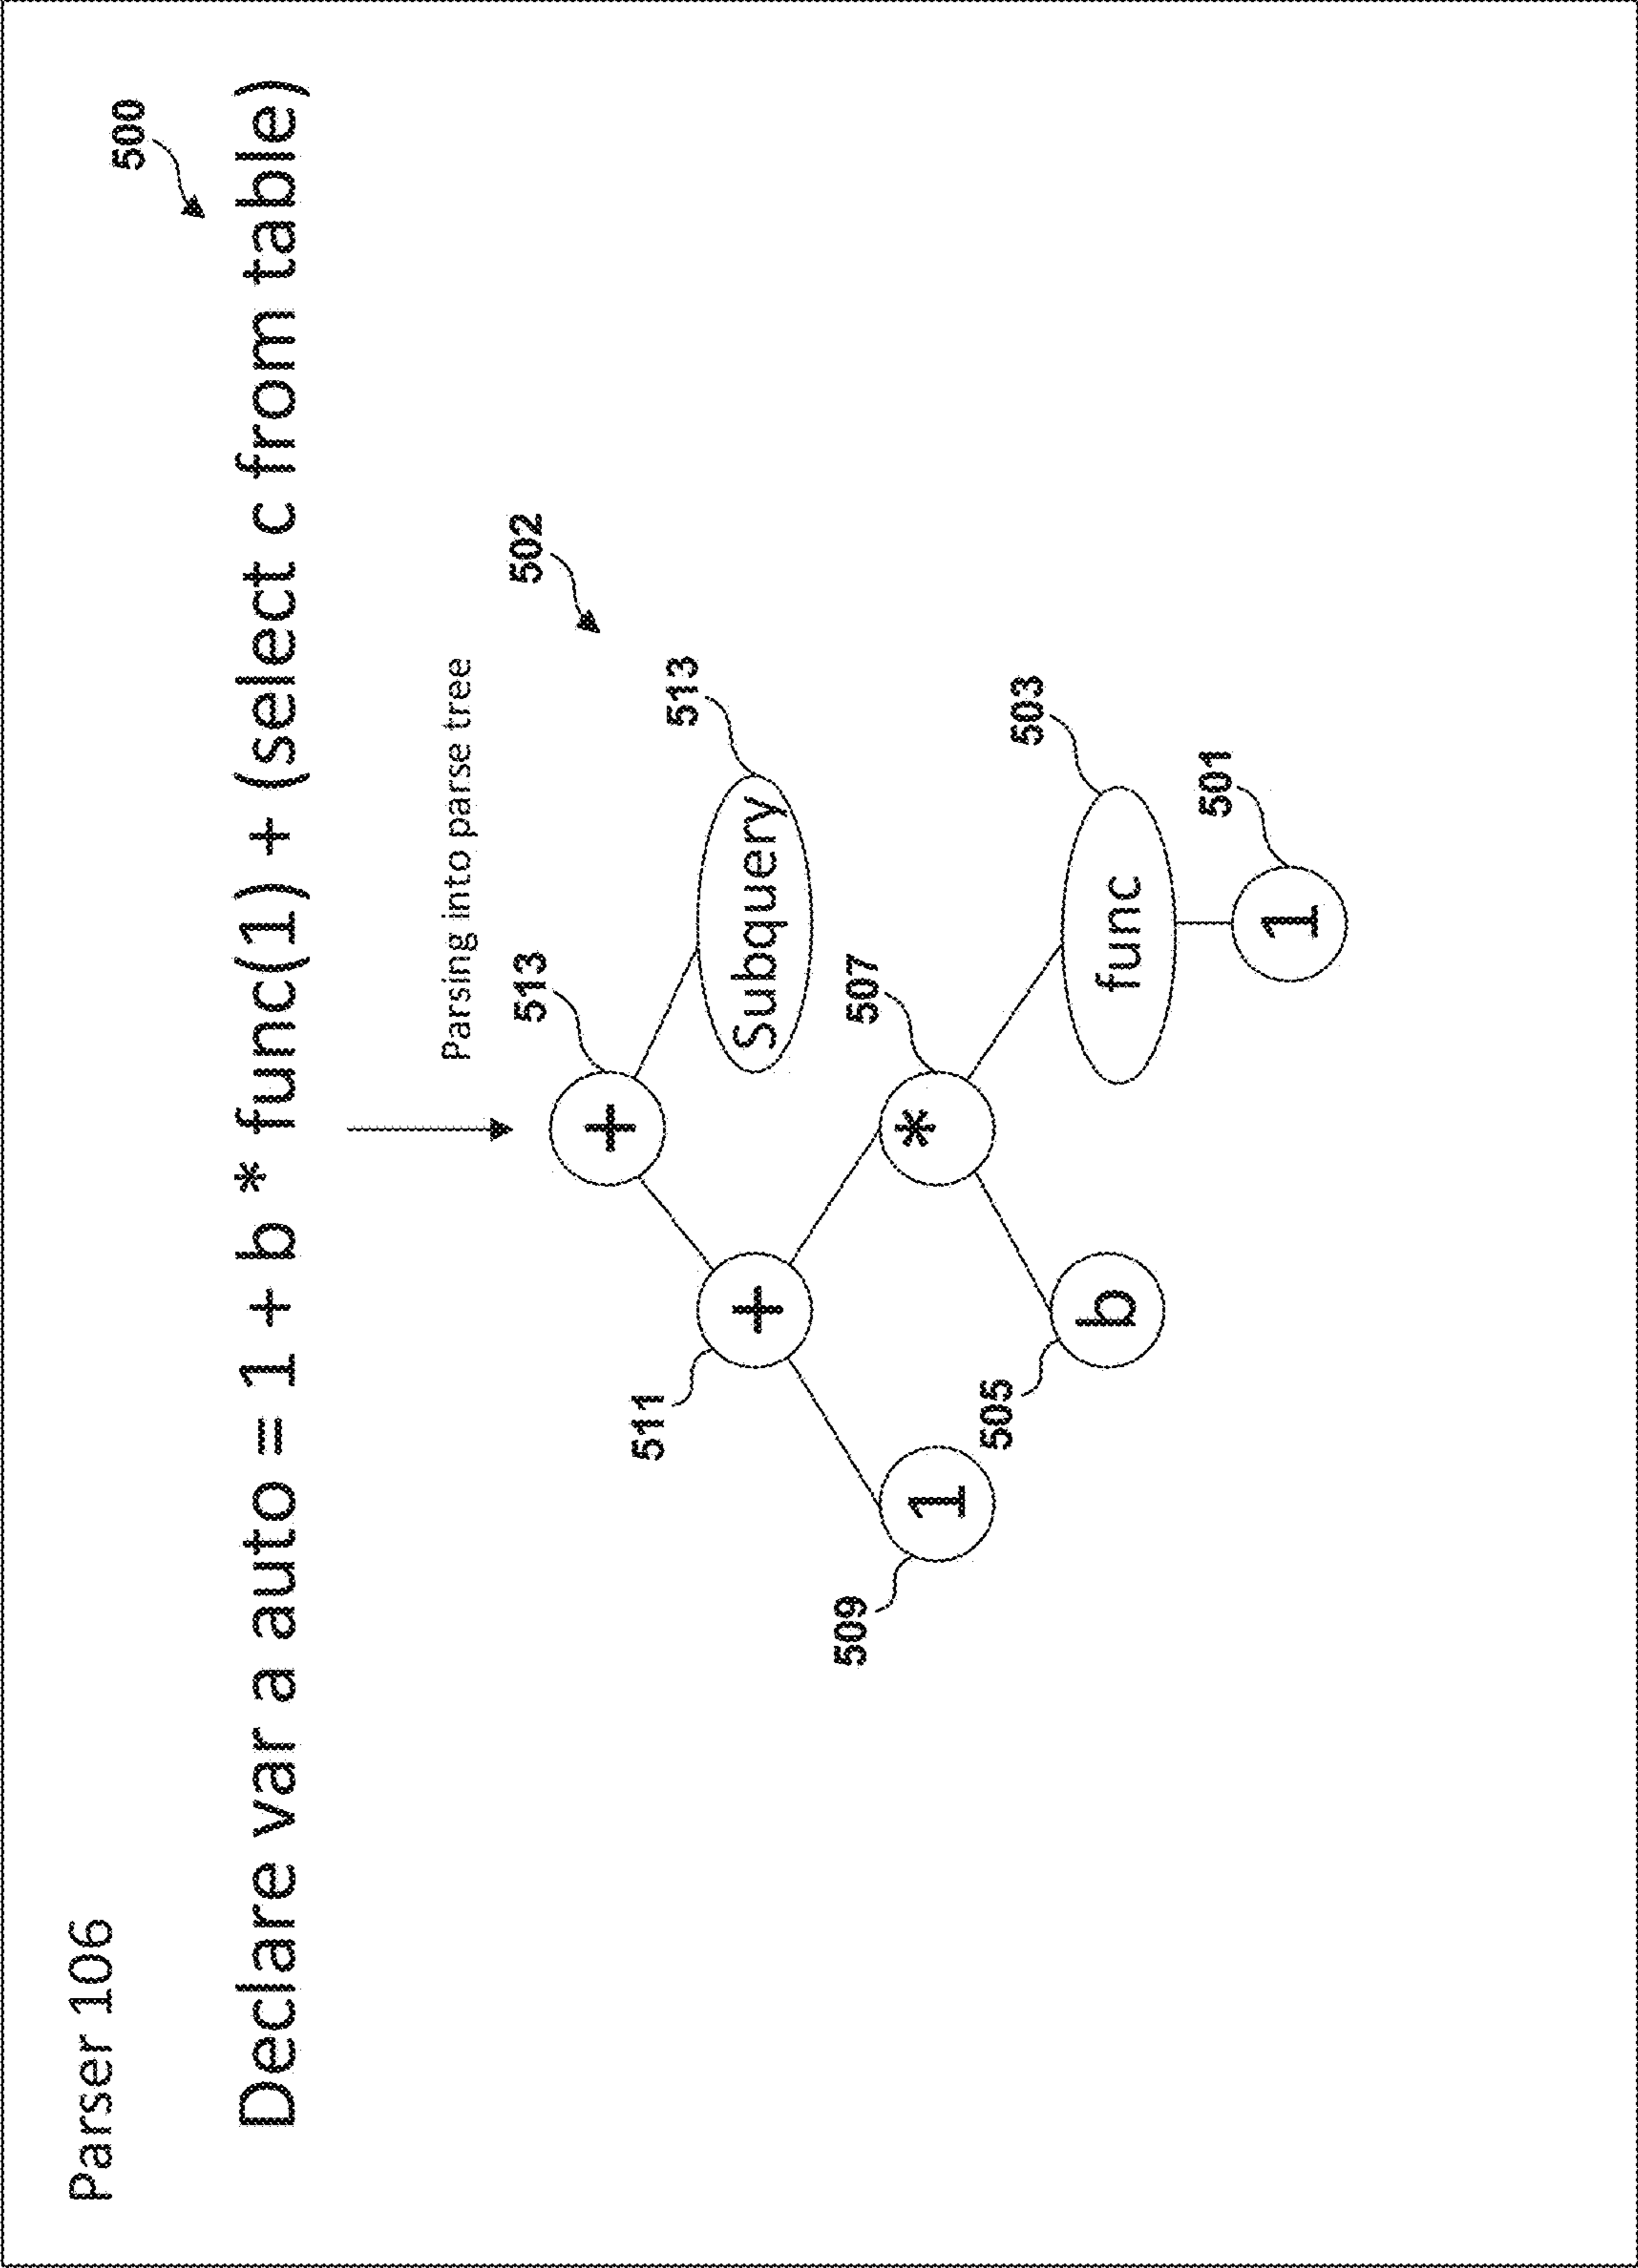 Parser 106
500
Declare var a auto = 1 + b * func(1) + (select c from table)
Parsing into parse tree
502
513
+
513
Subquery
511
+
507
*
503
func
509
1
505
b
501
1